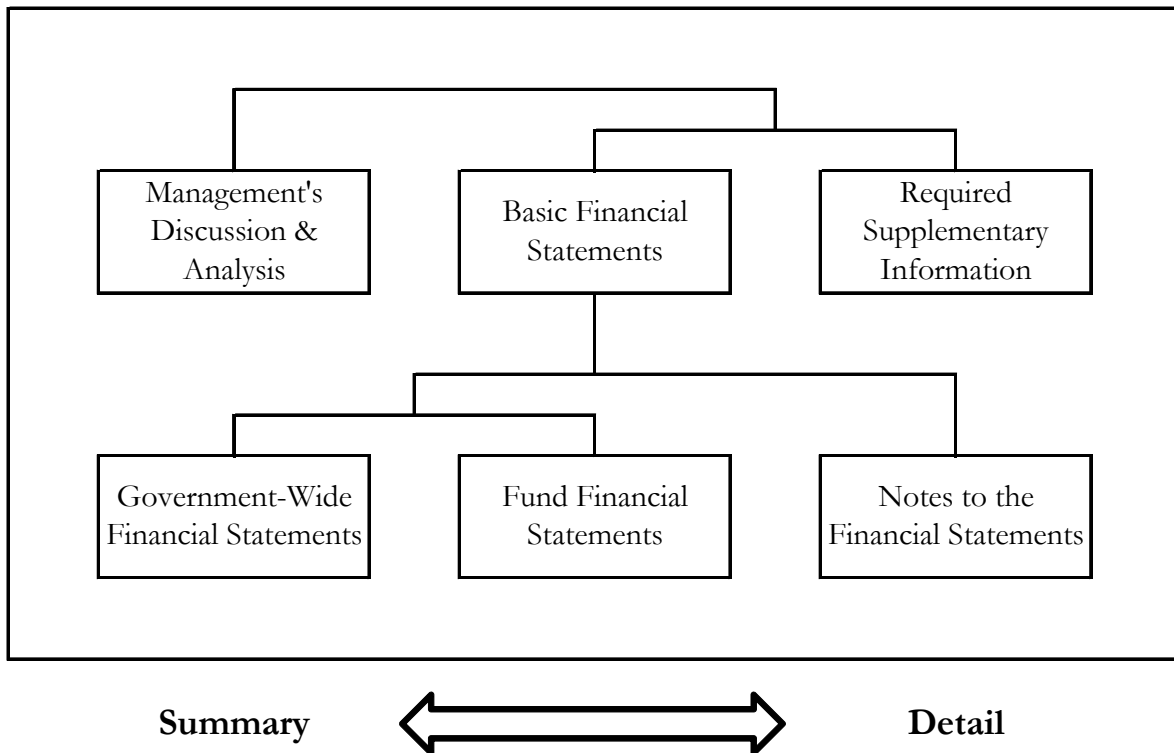 Management's
Discussion &
Analysis
Basic Financial
Statements
Required
Supplementary
Information
Government-Wide
Financial Statements
Fund Financial
Statements
Notes to the
Financial Statements
Summary
Detail